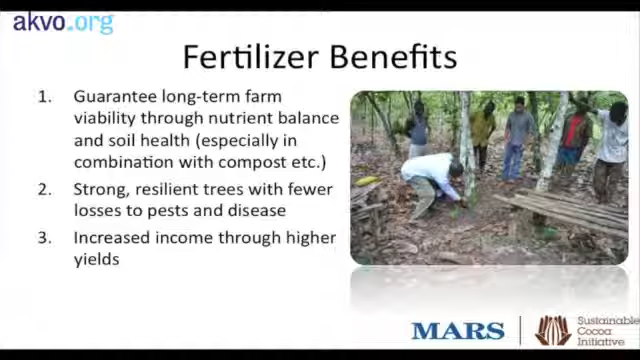 akvo.org
Fertilizer Benefits
1. Guarantee long-term farm
viability through nutrient balance
and soil health (especially in
combination with compost etc.)
2. Strong, resilient trees with fewer
losses to pests and disease
3. Increased income through higher
yields
MARS
Sustainable
Cocoa
Initiative